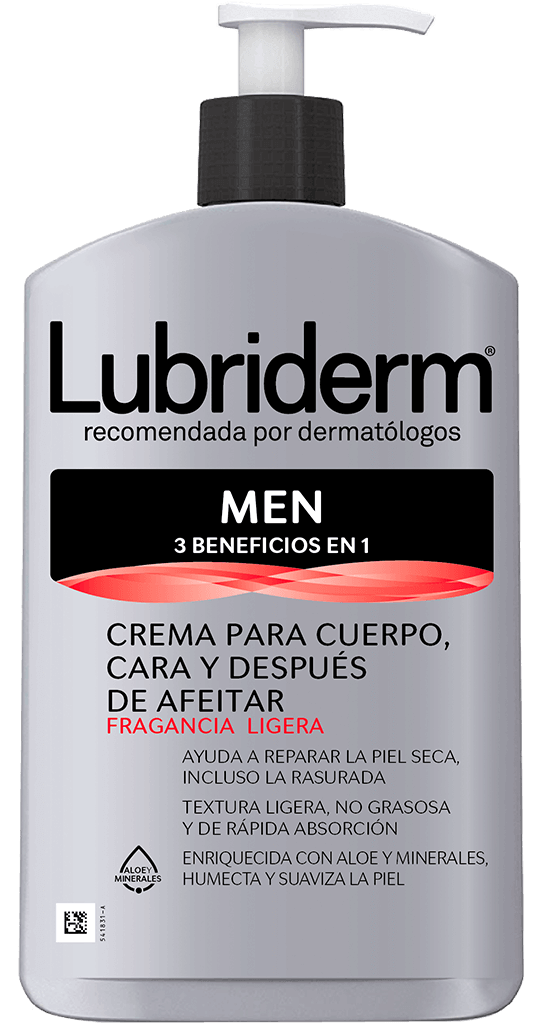 Lubriderm®
recomendada por dermatólogos
MEN
3 BENEFICIOS EN 1
CREMA PARA CUERPO,
CARA Y DESPUÉS
DE AFEITAR
FRAGANCIA LIGERA
AYUDA A REPARAR LA PIEL SECA,
INCLUSO LA RASURADA
TEXTURA LIGERA, NO GRASOSA
Y DE RÁPIDA ABSORCIÓN
ALOE Y
MINERALES
ENRIQUECIDA CON ALOE Y MINERALES,
HUMECTA Y SUAVIZA LA PIEL
541831-A